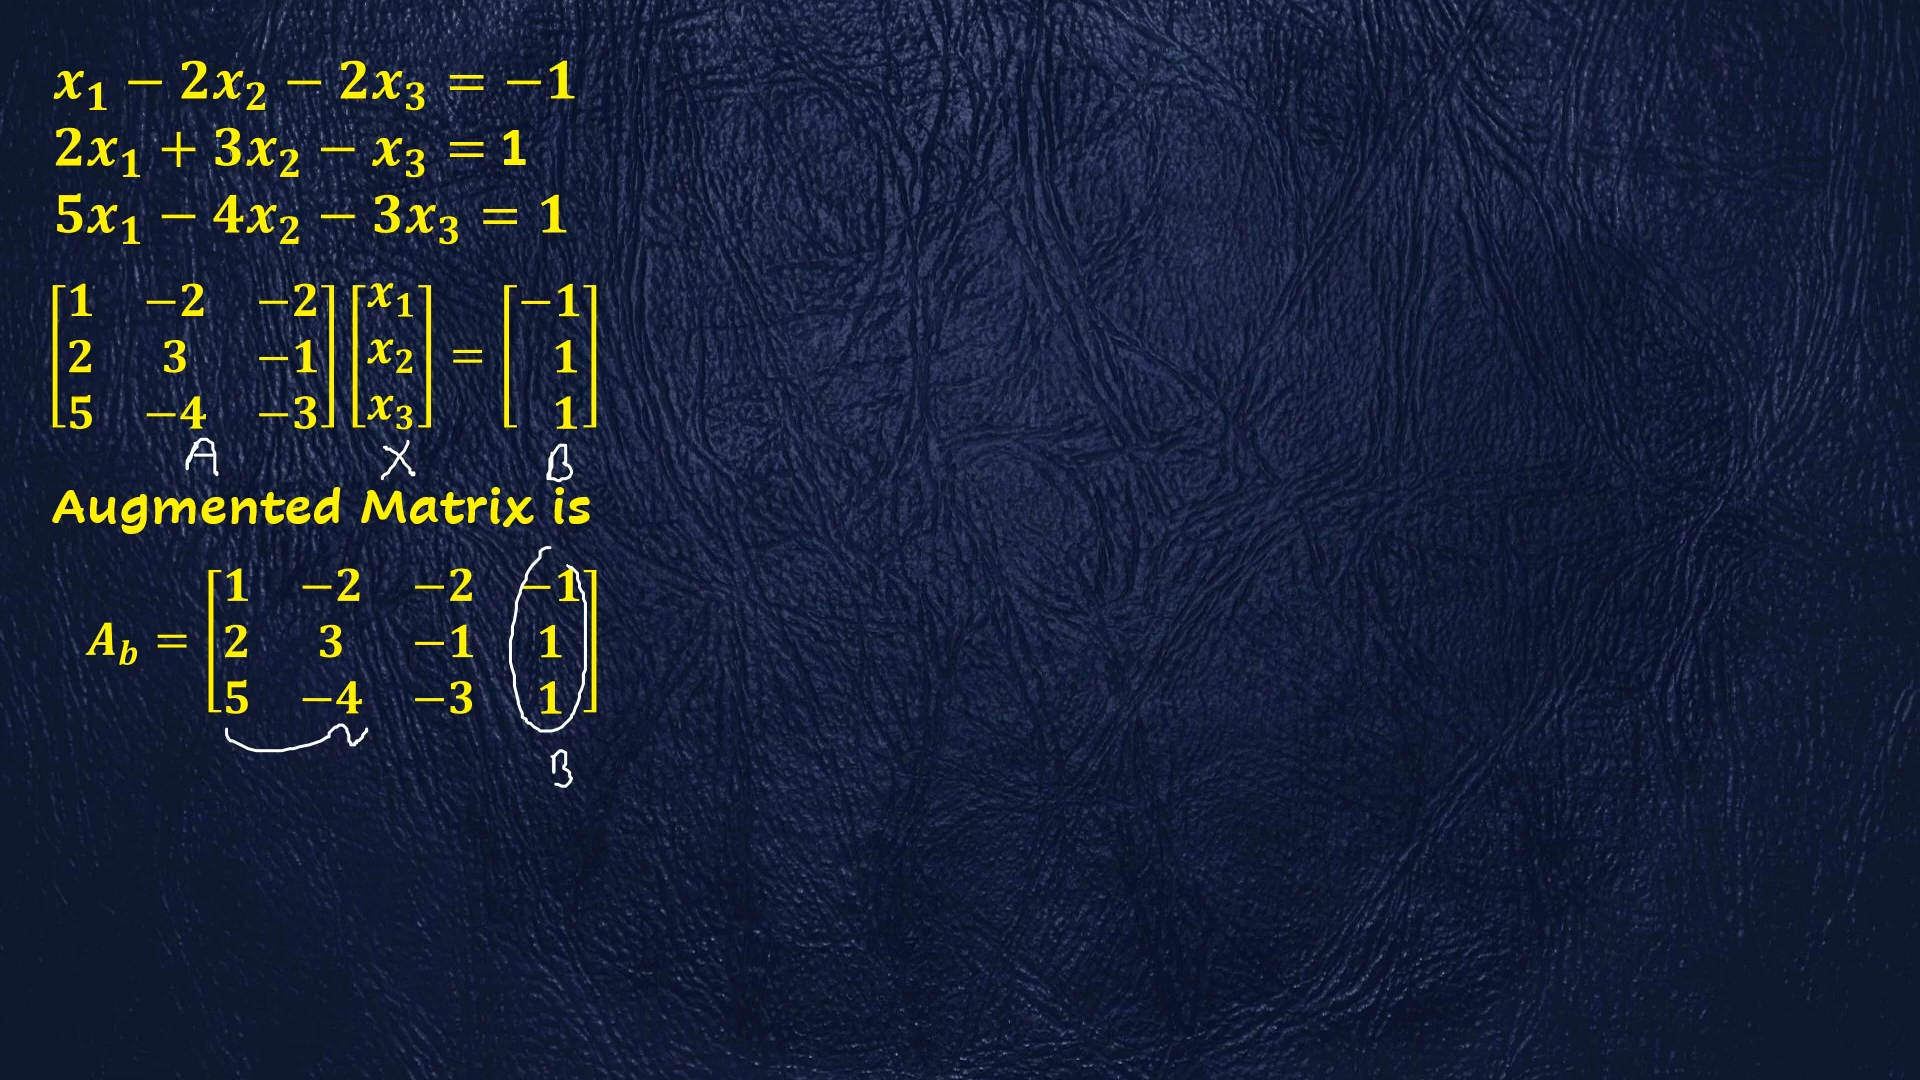 x₁ − 2x₂ − 2x₃ = −1
2x₁ + 3x₂ − x₃ = 1
5x₁ − 4x₂ − 3x₃ = 1
[1 −2 −2] [x₁] = [−1]
[2 3 −1] [x₂] = [1]
[5 −4 −3] [x₃] = [1]
A X B
Augmented Matrix is
A_b = [1 −2 −2 −1]
[2 3 −1 1]
[5 −4 −3 1]
B